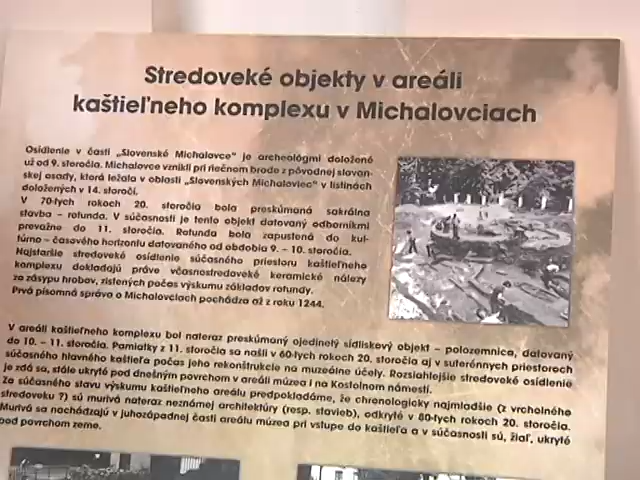 Stredoveké objekty v areáli
kaštieľneho komplexu v Michalovciach
Osídlenie v časti „Slovenské Michalovce" je archeológmi doložené
už od 9. storočia. Michalovce vznikli pri riečnom brode z pôvodnej slovan-
skej osady, ktorá ležala v oblasti „Slovenských Michaloviec" v listinách
doložených v 14. storočí.
V 70-tych rokoch 20. storočia bola preskúmaná sakrálna
stavba – rotunda. V súčasnosti je tento objekt datovaný odborníkmi
prevažne do 11. storočia. Rotunda bola zapustená do kul-
túrno – časového horizontu datovaného od obdobia 9. – 10. storočia.
Najstaršie stredoveké osídlenie súčasného priestoru kaštieľneho
komplexu dokladajú práve včasnostredoveké keramické nálezy
zo zásypu hrobov, zistených počas výskumu základov rotundy.
Prvá písomná správa o Michalovciach pochádza až z roku 1244.
V areáli kaštieľneho komplexu bol nateraz preskúmaný ojedinelý sídliskový objekt – polozemnica, datovaný
do 10. – 11. storočia. Pamiatky z 11. storočia sa našli v 60-tych rokoch 20. storočia aj v suterénnych priestoroch
súčasného hlavného kaštieľa počas jeho rekonštrukcie na muzeálne účely. Rozsiahlejšie stredoveké osídlenie
je zdá sa, stále ukryté pod dnešným povrchom v areáli múzea i na Kostolnom námestí.
Za súčasného stavu výskumu kaštieľneho areálu predpokladáme, že chronologicky najmladšie (z vrcholného
stredoveku ?) sú murivá nateraz neznámej architektúry (resp. stavieb), odkryté v 80-tych rokoch 20. storočia.
Murivá sa nachádzajú v juhozápadnej časti areálu múzea pri vstupe do kaštieľa a v súčasnosti sú, žiaľ, ukryté
pod povrchom zeme.